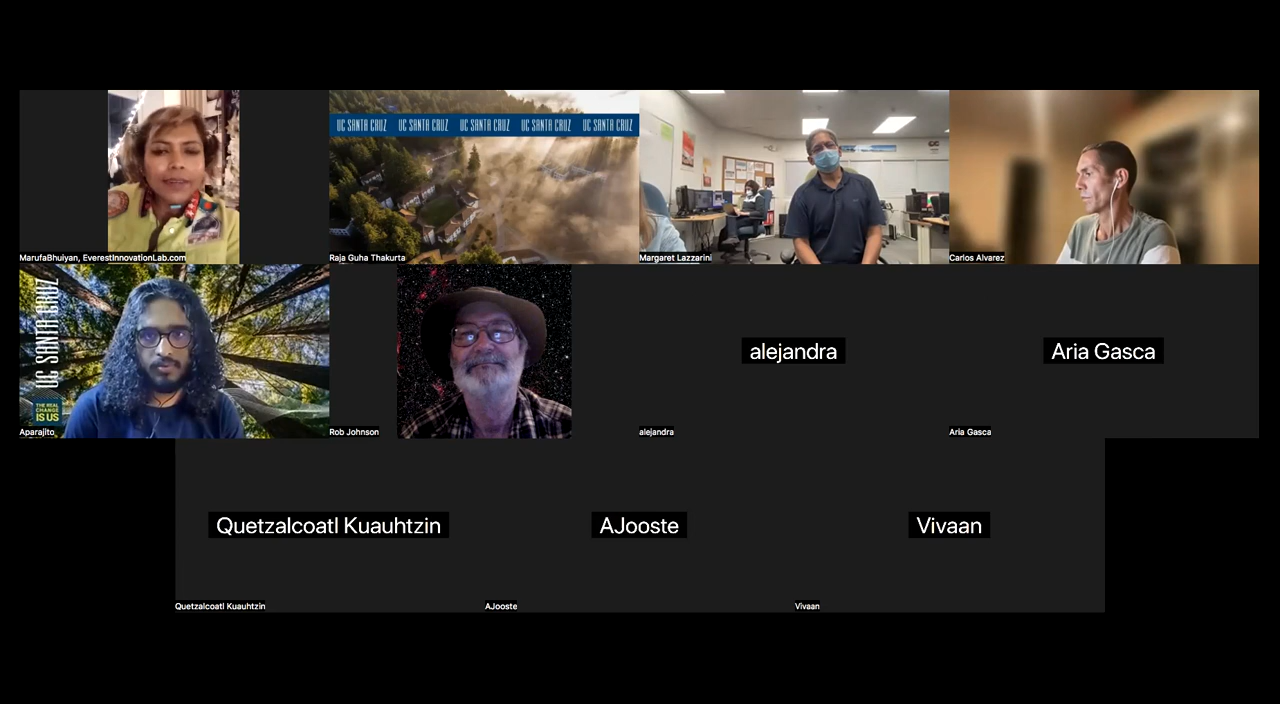 UC SANTA CRUZ UC SANTA CRUZ UC SANTA CRUZ UC SANTA CRUZ UC SANTA CRUZ
MarufaBhuiyan, EverestInnovationLab.com
Raja Guha Thakurta
Margaret Lazzarini
Carlos Alvarez
UC SANTA CRUZ
THE REAL
CHANGE
IS US
Aparajito
Rob Johnson
alejandra
alejandra
Aria Gasca
Aria Gasca
Quetzalcoatl Kuauhtzin
Quetzalcoatl Kuauhtzin
AJooste
AJooste
Vivaan
Vivaan